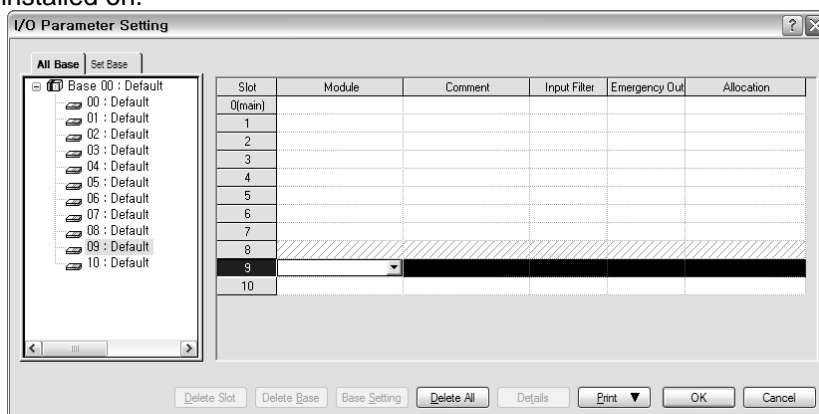 installed on.
I/O Parameter Setting
All Base Set Base
Base 00 : Default
00 : Default
01 : Default
02 : Default
03 : Default
04 : Default
05 : Default
06 : Default
07 : Default
08 : Default
09 : Default
10 : Default
Slot Module Comment Input Filter Emergency Out Allocation
0(main)
1
2
3
4
5
6
7
8
9
10
Delete Slot Delete Base Base Setting Delete All Details Print ▼ OK Cancel